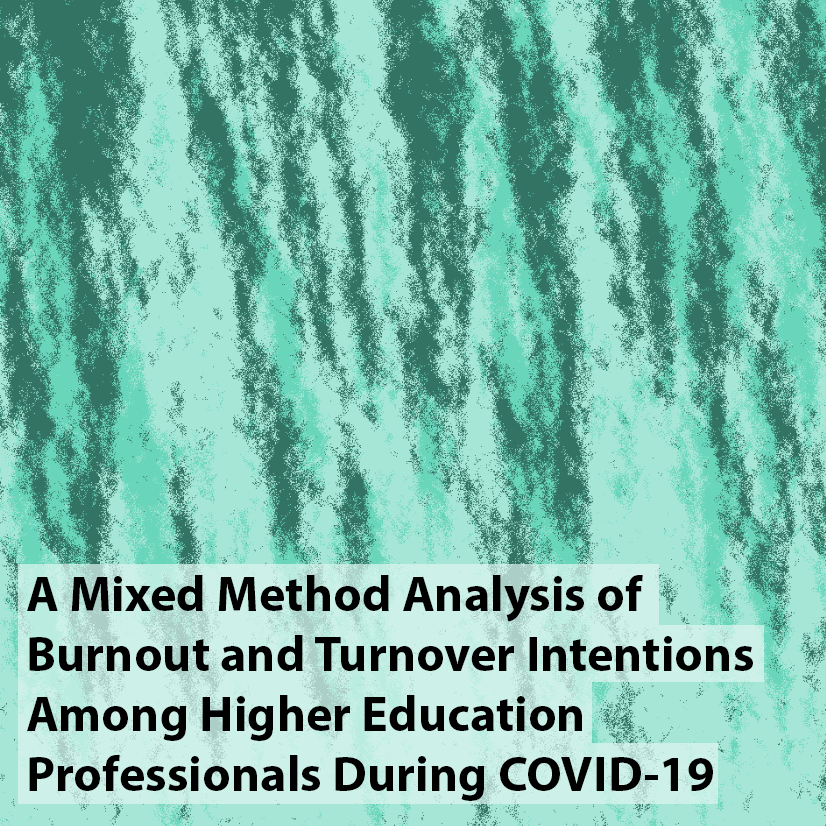 A Mixed Method Analysis of
Burnout and Turnover Intentions
Among Higher Education
Professionals During COVID-19